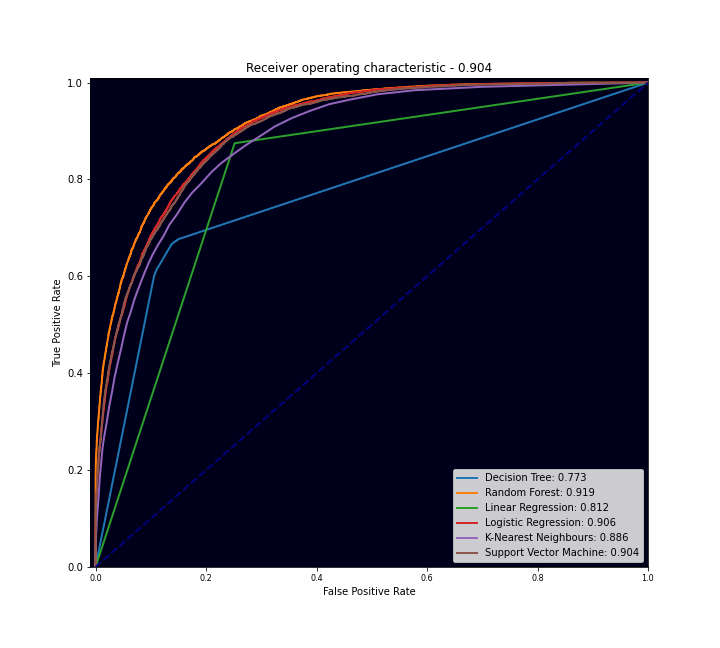 Receiver operating characteristic - 0.904
True Positive Rate
1.0
0.8
0.6
0.4
0.2
0.0
Decision Tree: 0.773
Random Forest: 0.919
Linear Regression: 0.812
Logistic Regression: 0.906
K-Nearest Neighbours: 0.886
Support Vector Machine: 0.904
0.0 0.2 0.4 0.6 0.8 1.0
False Positive Rate